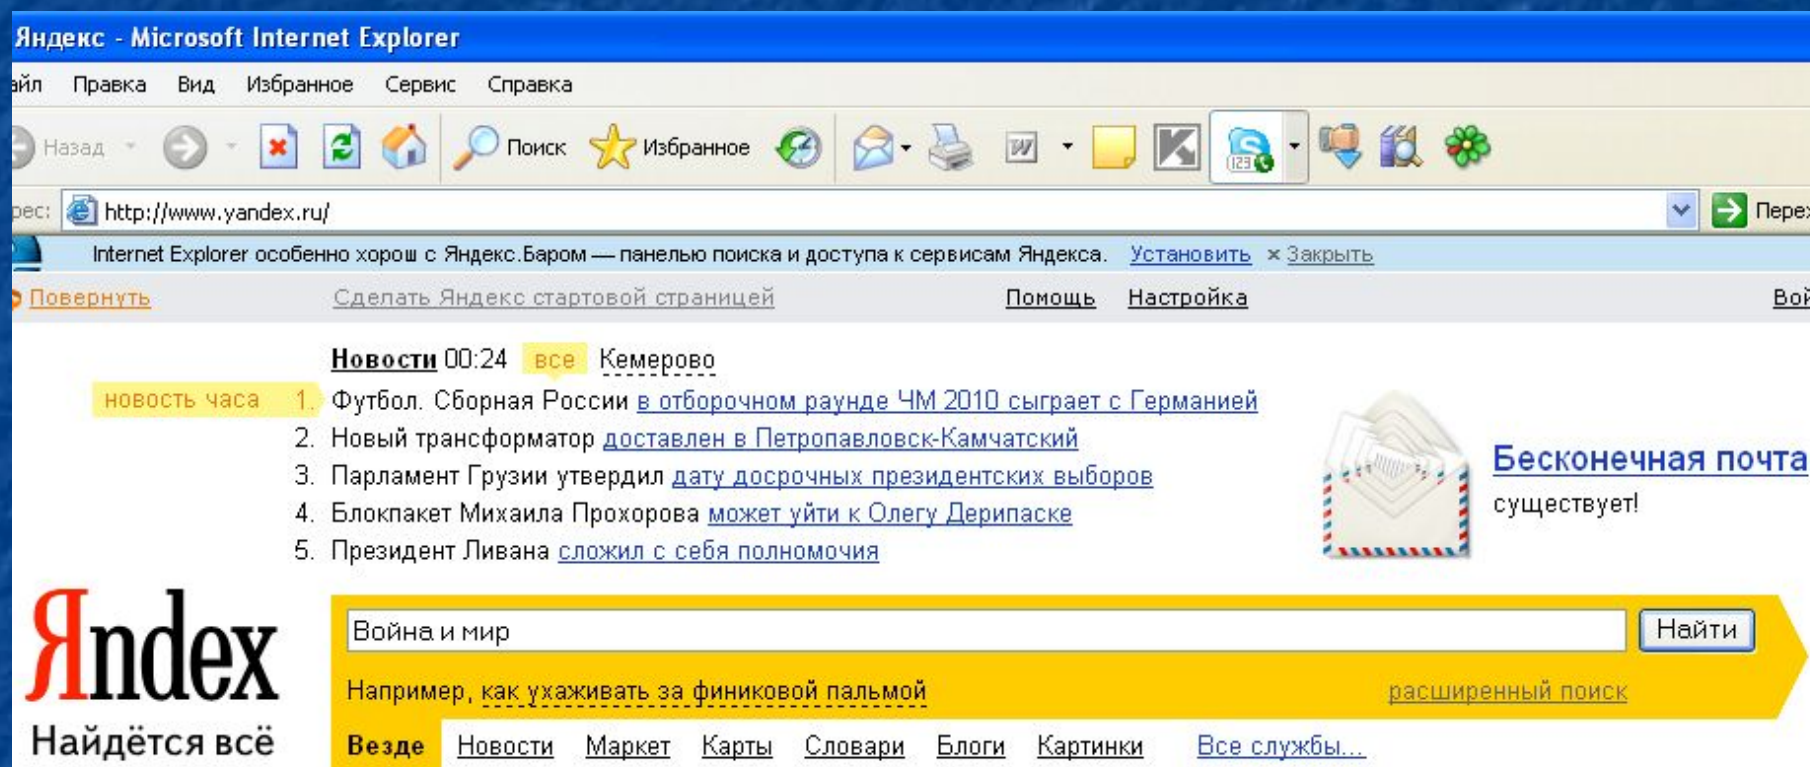 Яндекс - Microsoft Internet Explorer
айл Правка Вид Избранное Сервис Справка
Назад Поиск Избранное
рес: http://www.yandex.ru/ Перех
Internet Explorer особенно хорош с Яндекс.Баром — панелью поиска и доступа к сервисам Яндекса. Установить × Закрыть
Повернуть Сделать Яндекс стартовой страницей Помощь Настройка Вой
Новости 00:24 все Кемерово
новость часа 1. Футбол. Сборная России в отборочном раунде ЧМ 2010 сыграет с Германией
2. Новый трансформатор доставлен в Петропавловск-Камчатский
3. Парламент Грузии утвердил дату досрочных президентских выборов
4. Блокпакет Михаила Прохорова может уйти к Олегу Дерипаске
5. Президент Ливана сложил с себя полномочия
Бесконечная почта
существует!
Яndex
Найдётся всё
Война и мир Найти
Например, как ухаживать за финиковой пальмой расширенный поиск
Везде Новости Маркет Карты Словари Блоги Картинки Все службы...